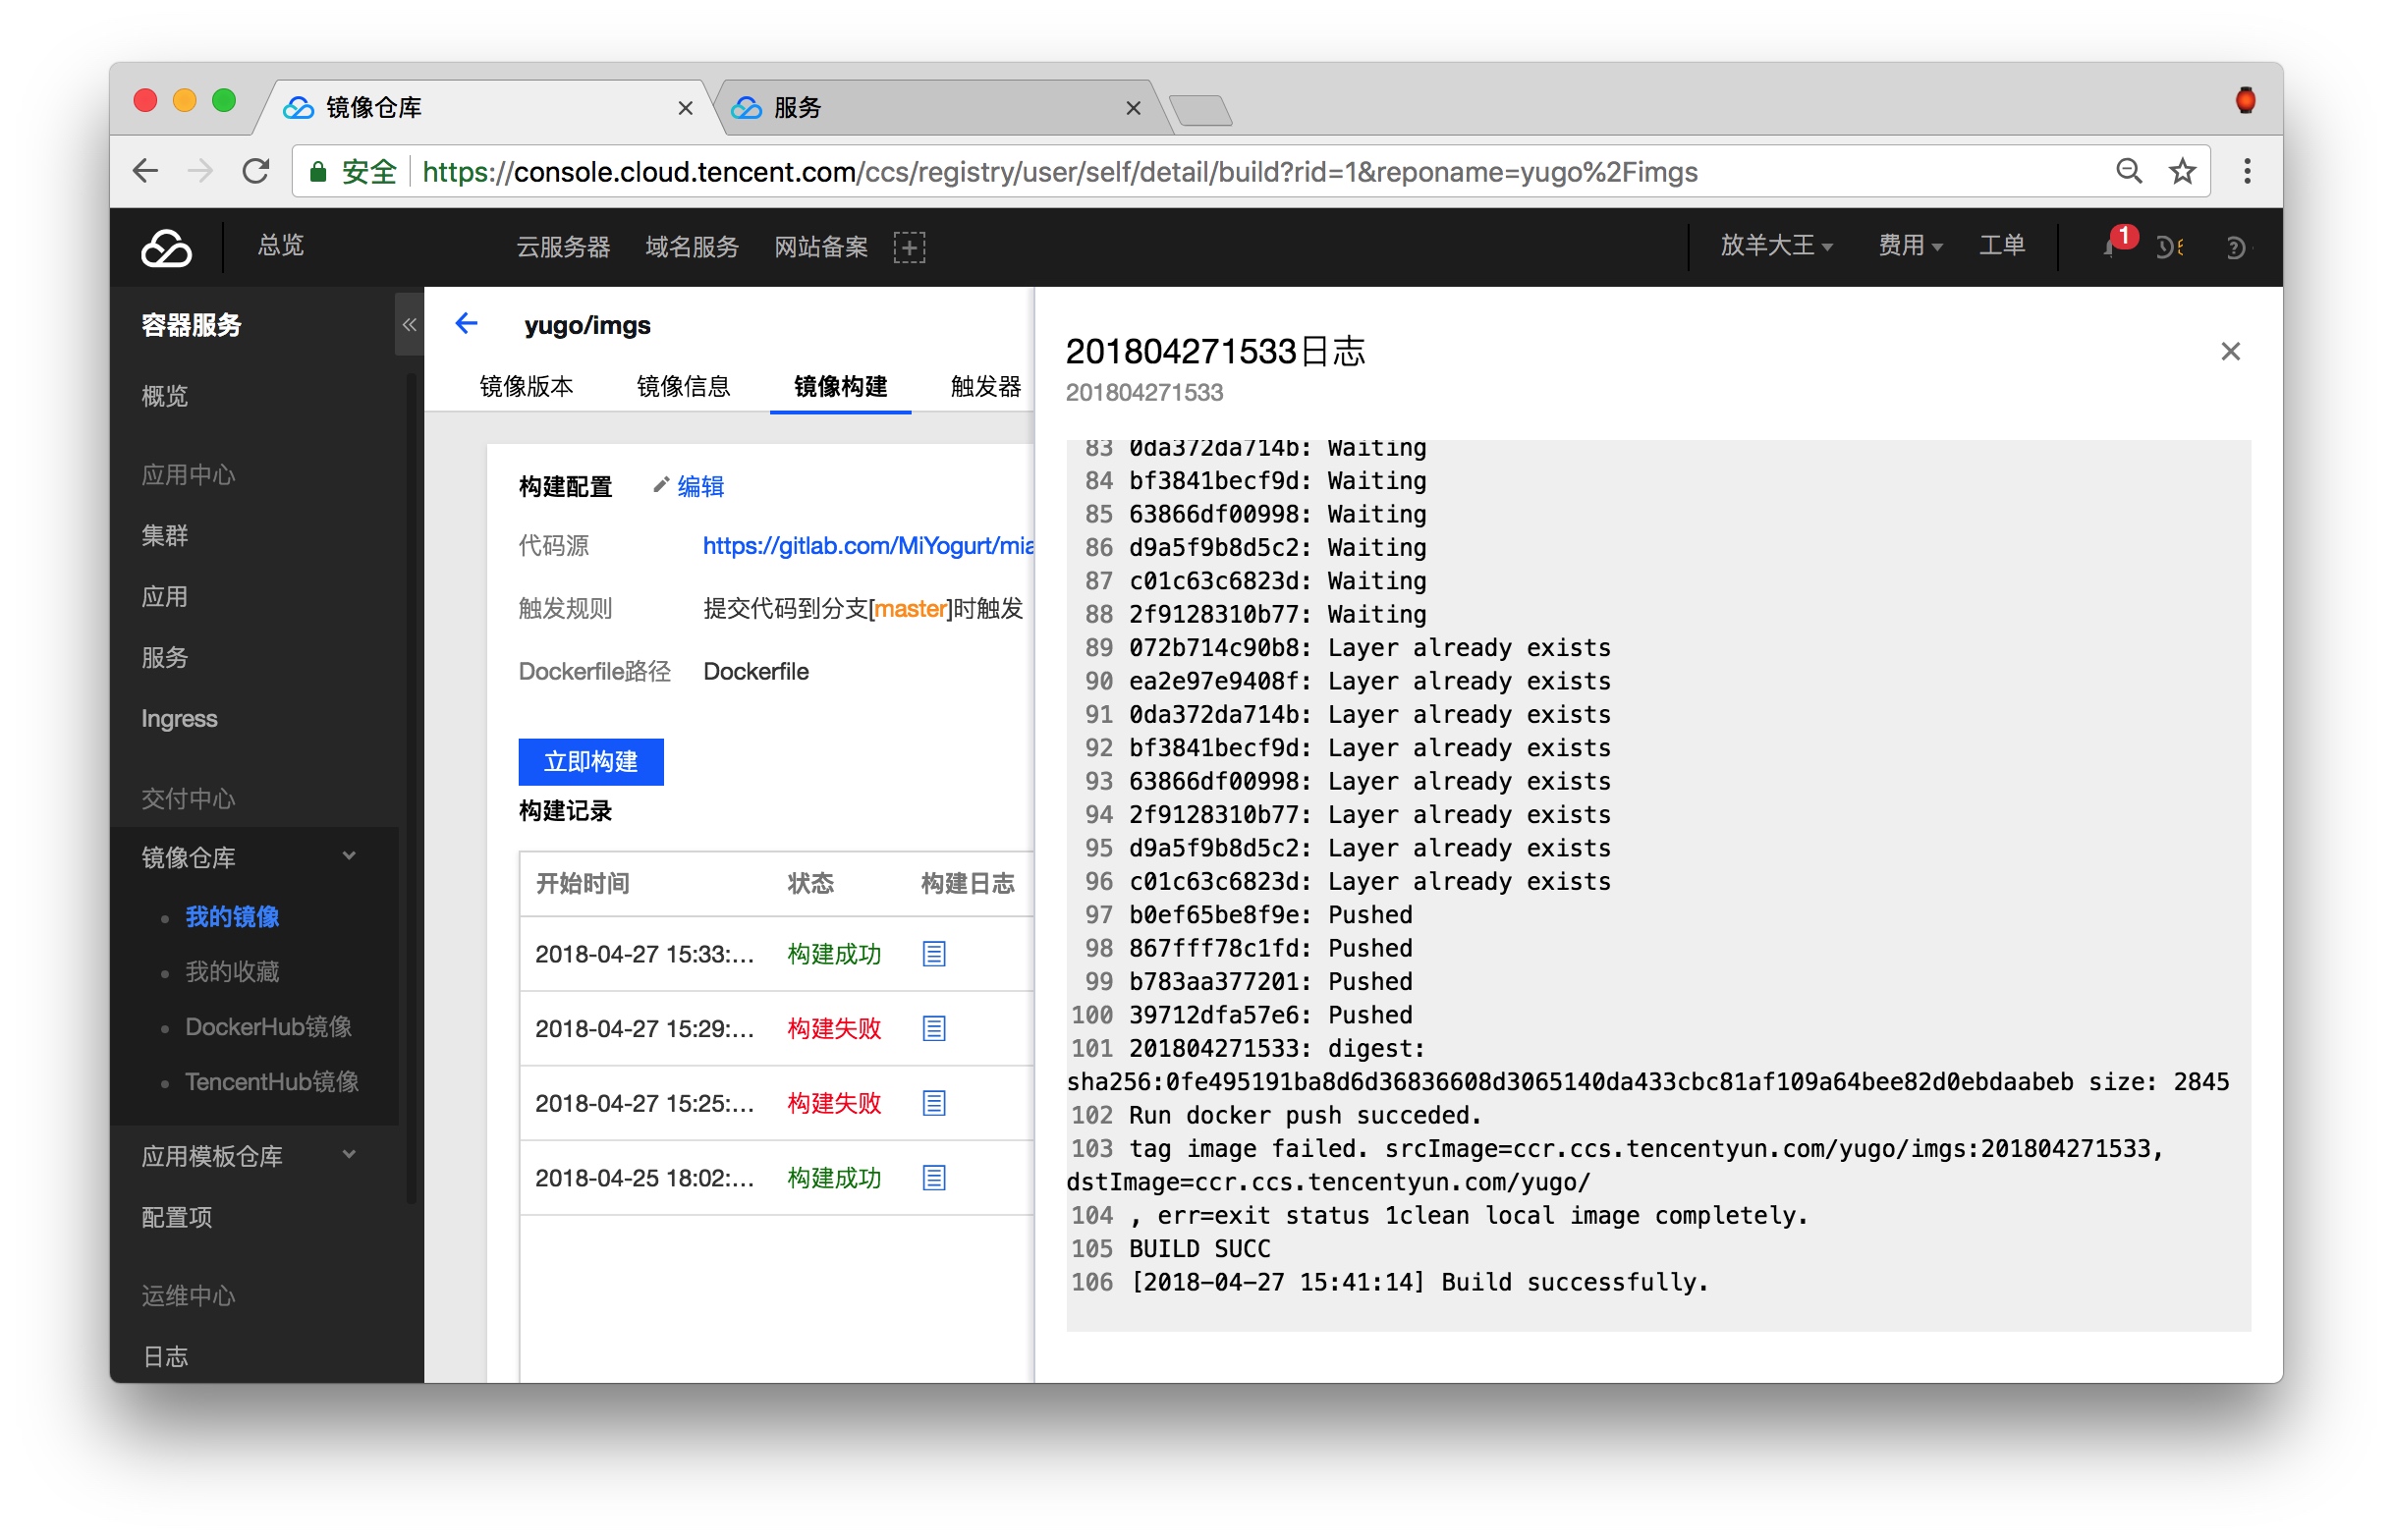 镜像仓库
服务
安全 https://console.cloud.tencent.com/ccs/registry/user/self/detail/build?rid=1&reponame=yugo%2Fimgs
总览 云服务器 域名服务 网站备案 放羊大王 费用 工单 1
容器服务
概览
应用中心
集群
应用
服务
Ingress
交付中心
镜像仓库
我的镜像
我的收藏
DockerHub镜像
TencentHub镜像
应用模板仓库
配置项
运维中心
日志
yugo/imgs
镜像版本 镜像信息 镜像构建 触发器
构建配置 编辑
代码源 https://gitlab.com/MiYogurt/mia
触发规则 提交代码到分支[master]时触发
Dockerfile路径 Dockerfile
立即构建
构建记录
开始时间 状态 构建日志
2018-04-27 15:33:... 构建成功
2018-04-27 15:29:... 构建失败
2018-04-27 15:25:... 构建失败
2018-04-25 18:02:... 构建成功
201804271533日志
201804271533
83 0da372da714b: Waiting
84 bf3841becf9d: Waiting
85 63866df00998: Waiting
86 d9a5f9b8d5c2: Waiting
87 c01c63c6823d: Waiting
88 2f9128310b77: Waiting
89 072b714c90b8: Layer already exists
90 ea2e97e9408f: Layer already exists
91 0da372da714b: Layer already exists
92 bf3841becf9d: Layer already exists
93 63866df00998: Layer already exists
94 2f9128310b77: Layer already exists
95 d9a5f9b8d5c2: Layer already exists
96 c01c63c6823d: Layer already exists
97 b0ef65be8f9e: Pushed
98 867fff78c1fd: Pushed
99 b783aa377201: Pushed
100 39712dfa57e6: Pushed
101 201804271533: digest:
sha256:0fe495191ba8d6d36836608d3065140da433cbc81af109a64bee82d0ebdaabeb size: 2845
102 Run docker push succeded.
103 tag image failed. srcImage=ccr.ccs.tencentyun.com/yugo/imgs:201804271533,
dstImage=ccr.ccs.tencentyun.com/yugo/
104 , err=exit status 1clean local image completely.
105 BUILD SUCC
106 [2018-04-27 15:41:14] Build successfully.